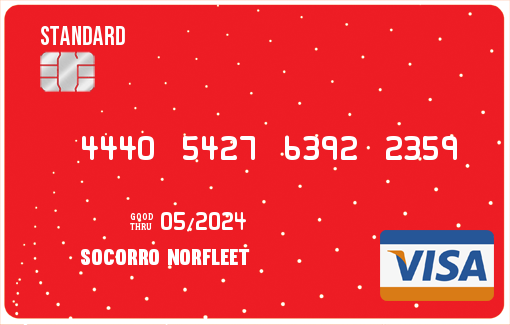 STANDARD
4440 5427 6392 2359
GOOD THRU 05/2024
SOCORRO NORFLEET
VISA